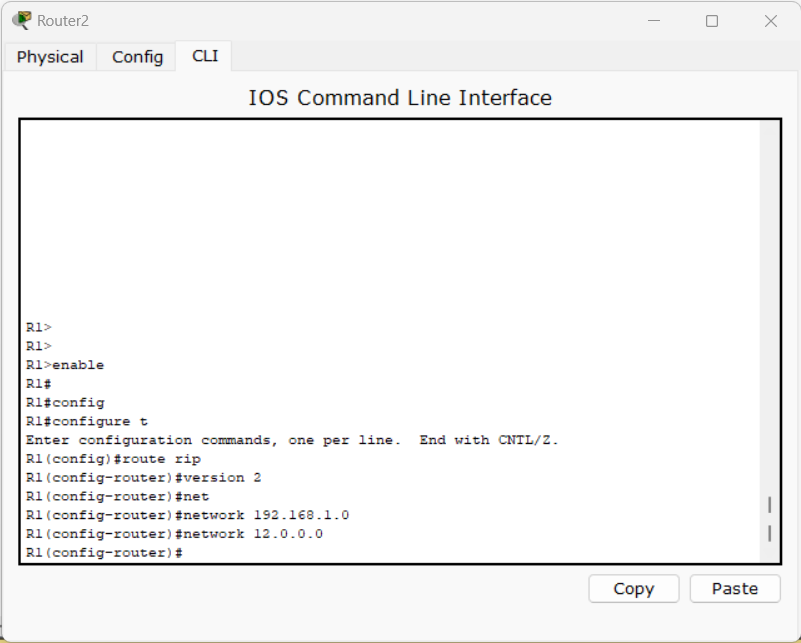 Router2
Physical Config CLI
IOS Command Line Interface
R1>
R1>
R1>enable
R1#
R1#config
R1#configure t
Enter configuration commands, one per line.  End with CNTL/Z.
R1(config)#route rip
R1(config-router)#version 2
R1(config-router)#net
R1(config-router)#network 192.168.1.0
R1(config-router)#network 12.0.0.0
R1(config-router)#
Copy Paste